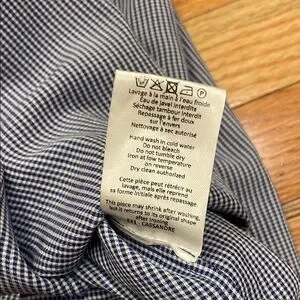 Lavage à la main à l'eau froide
Eau de javel interdite
Séchage tambour interdit
Repassage à fer doux
sur l'envers
Nettoyage à sec autorisé
Hand wash in cold water
Do not bleach
Do not tumble dry
Iron at low temperature
on reverse
Dry clean authorized
Cette pièce peut rétrécir au
lavage, mais elle reprend
sa forme initiale après repassage.
This piece may shrink after washing,
but it returns to its original shape
after ironing
- CASSANDRE